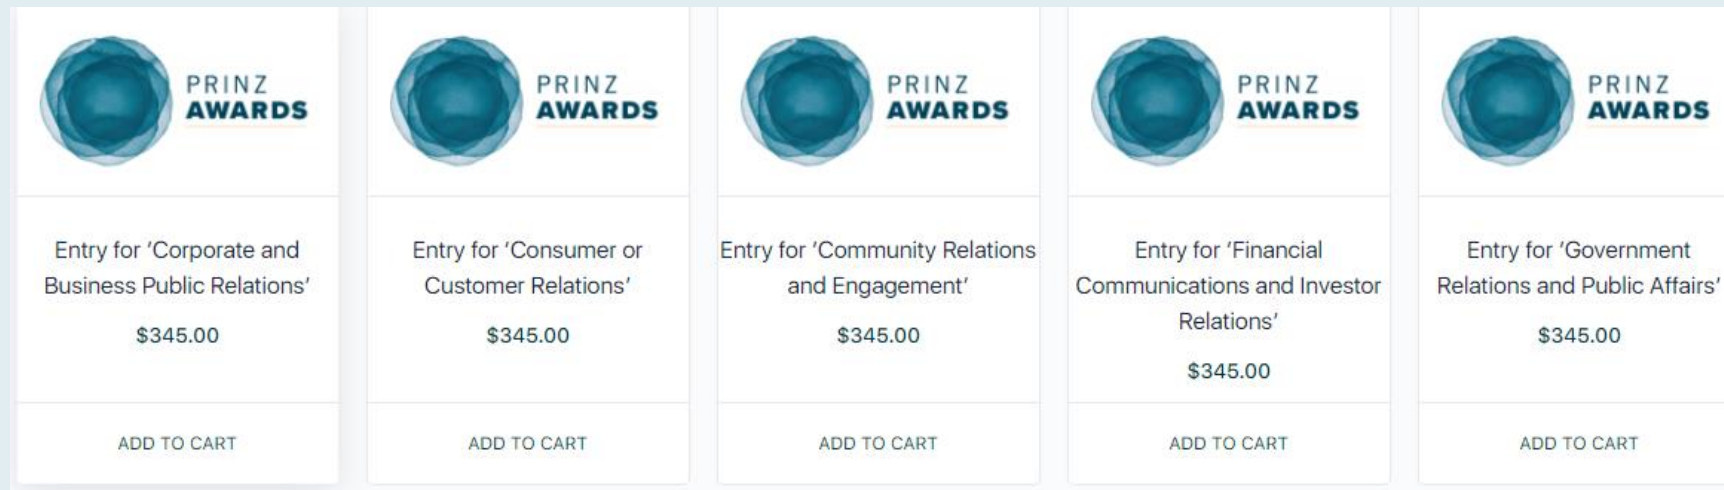 PRINZ
AWARDS
Entry for ‘Corporate and
Business Public Relations’
$345.00
ADD TO CART
PRINZ
AWARDS
Entry for ‘Consumer or
Customer Relations’
$345.00
ADD TO CART
PRINZ
AWARDS
Entry for ‘Community Relations
and Engagement’
$345.00
ADD TO CART
PRINZ
AWARDS
Entry for ‘Financial
Communications and Investor
Relations’
$345.00
ADD TO CART
PRINZ
AWARDS
Entry for ‘Government
Relations and Public Affairs’
$345.00
ADD TO CART